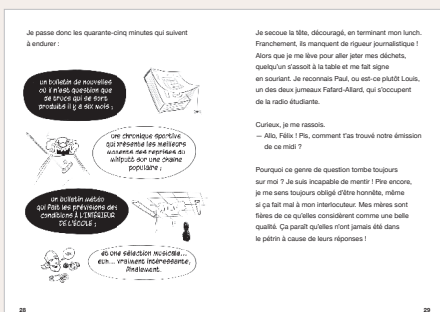 Je passe donc les quarante-cinq minutes qui suivent
à endurer :
un bulletin de nouvelles
où il n'est question que
de trucs qui se sont
produits il y a dix mois ;
une chronique sportive
qui présente les meilleurs
moments des reprises du
miniputt sur une chaîne
populaire ;
un bulletin météo
qui fait les prévisions des
conditions À L'INTÉRIEUR
DE L'ÉCOLE ;
et une sélection musicale...
euh... vraiment intéressante,
finalement.
28
Je secoue la tête, découragé, en terminant mon lunch.
Franchement, ils manquent de rigueur journalistique !
Alors que je me lève pour aller jeter mes déchets,
quelqu'un s'assoit à la table et me fait signe
en souriant. Je reconnais Paul, ou est-ce plutôt Louis,
un des deux jumeaux Fafard-Allard, qui s'occupent
de la radio étudiante.
Curieux, je me rassois.
— Allo, Félix ! Pis, comment t'as trouvé notre émission
de ce midi ?
Pourquoi ce genre de question tombe toujours
sur moi ? Je suis incapable de mentir ! Pire encore,
je me sens toujours obligé d'être honnête, même
si ça fait mal à mon interlocuteur. Mes mères sont
fières de ce qu'elles considèrent comme une belle
qualité. Ça paraît qu'elles n'ont jamais été dans
le pétrin à cause de leurs réponses !
29